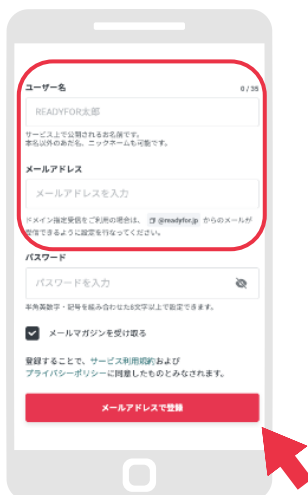 ユーザー名
0 / 35
READYFOR太郎
サービス上で公開されるお名前です。
本名以外のあだ名、ニックネームも可能です。
メールアドレス
メールアドレスを入力
ドメイン指定受信をご利用の場合は、 @readyfor.jp からのメールが
受信できるように設定を行なってください。
パスワード
パスワードを入力
半角英数字・記号を組み合わせた8文字以上で設定できます。
メールマガジンを受け取る
登録することで、サービス利用規約および
プライバシーポリシーに同意したものとみなされます。
メールアドレスで登録